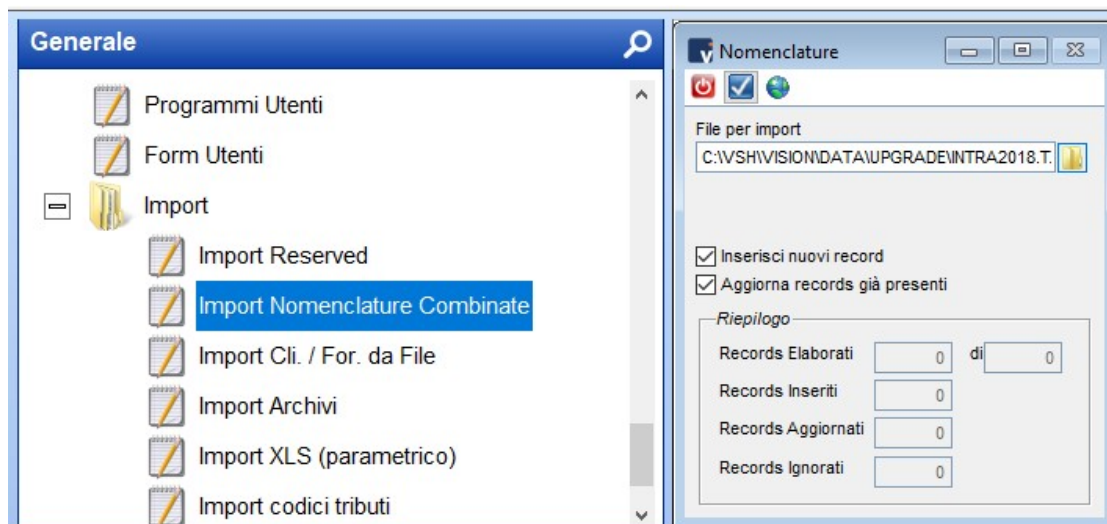 Generale
Programmi Utenti
Form Utenti
Import
Import Reserved
Import Nomenclature Combinate
Import Cli. / For. da File
Import Archivi
Import XLS (parametrico)
Import codici tributi
Nomenclature
File per import
C:\VSH\VISION\DATA\UPGRADE\INTRA2018.T.
Inserisci nuovi record
Aggiorna records già presenti
Riepilogo
Records Elaborati 0 di 0
Records Inseriti 0
Records Aggiornati 0
Records Ignorati 0